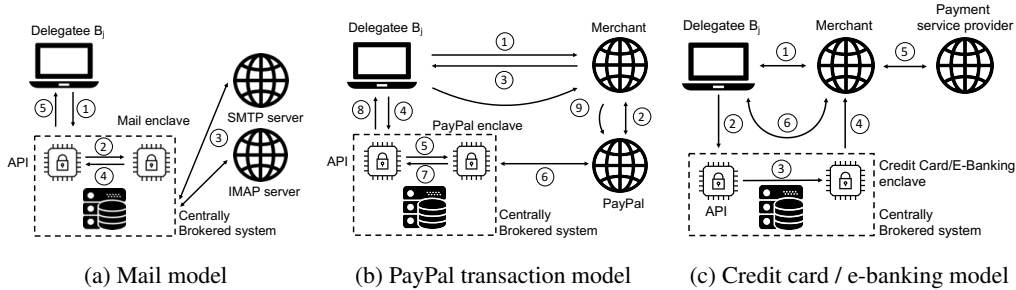 Delegatee Bj
5
1
Mail enclave
API
2
4
3
SMTP server
IMAP server
Centrally
Brokered system
(a) Mail model
Delegatee Bj
Merchant
1
3
8
4
9
2
PayPal enclave
API
5
7
6
PayPal
Centrally
Brokered system
(b) PayPal transaction model
Delegatee Bj
Merchant
Payment
service provider
1
5
2
6
4
3
API
Credit Card/E-Banking
enclave
Centrally
Brokered system
(c) Credit card / e-banking model